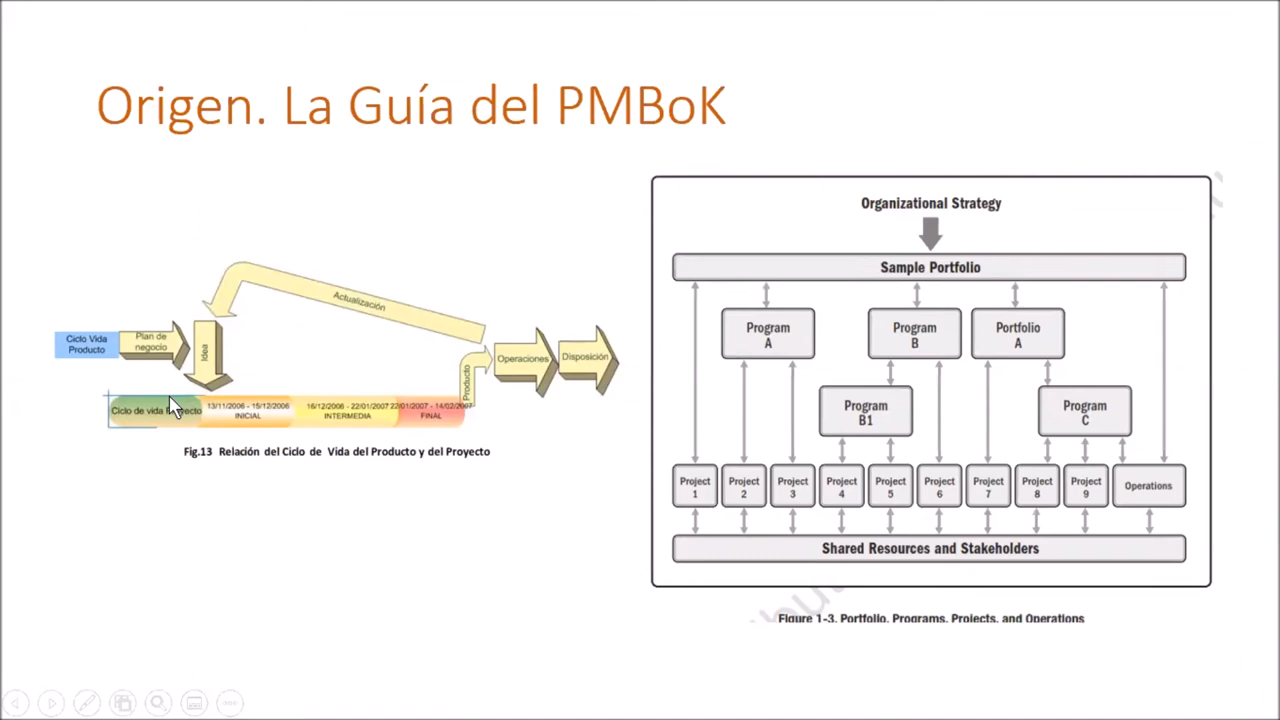 Origen. La Guía del PMBoK
Actualización
Ciclo Vida
Producto
Plan de
negocio
Idea
Producto
Operaciones
Disposición
Ciclo de vida
13/11/2006 - 15/12/2006
INICIAL
16/12/2006 - 22/01/2007
INTERMEDIA
22/01/2007 - 14/02/2007
FINAL
Fig.13 Relación del Ciclo de Vida del Producto y del Proyecto
Organizational Strategy
Sample Portfolio
Program
A
Program
B
Portfolio
A
Program
B1
Program
C
Project
1
Project
2
Project
3
Project
4
Project
5
Project
6
Project
7
Project
8
Project
9
Operations
Shared Resources and Stakeholders
Figure 1-3. Portfolio, Programs, Projects, and Operations